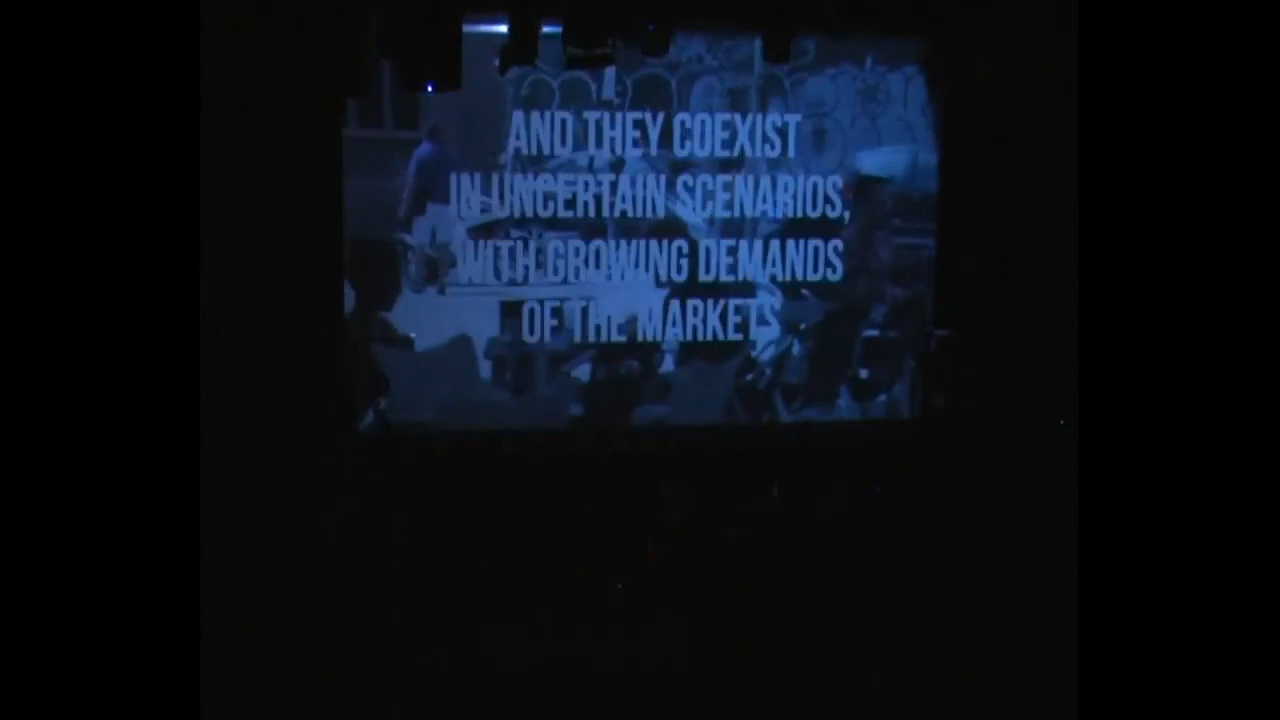 AND THEY COEXIST
IN UNCERTAIN SCENARIOS,
WITH GROWING DEMANDS
OF THE MARKETS